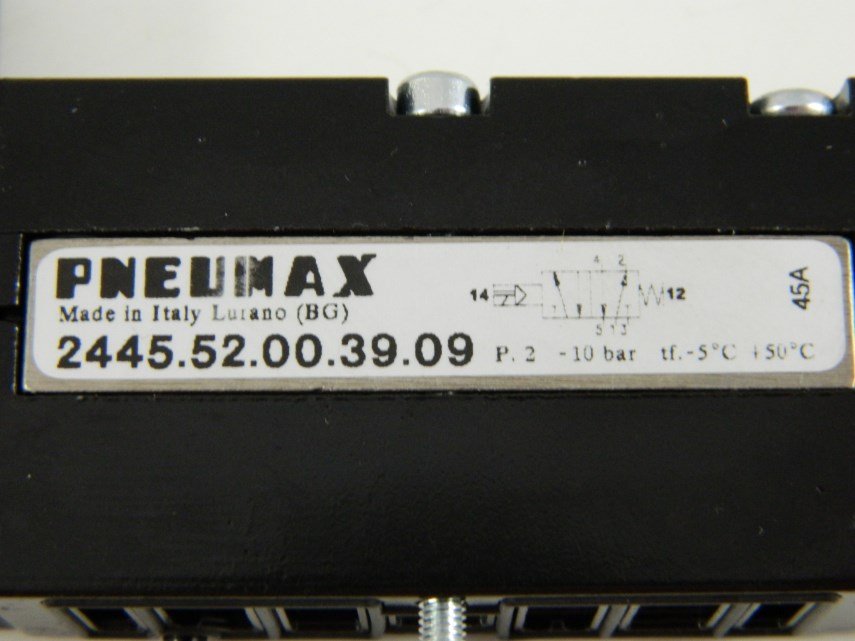 PNEUMAX
Made in Italy Lurano (BG)
2445.52.00.39.09
14
4 2
12
5 1 3
P. 2 -10 bar tf.-5°C +50°C
45A